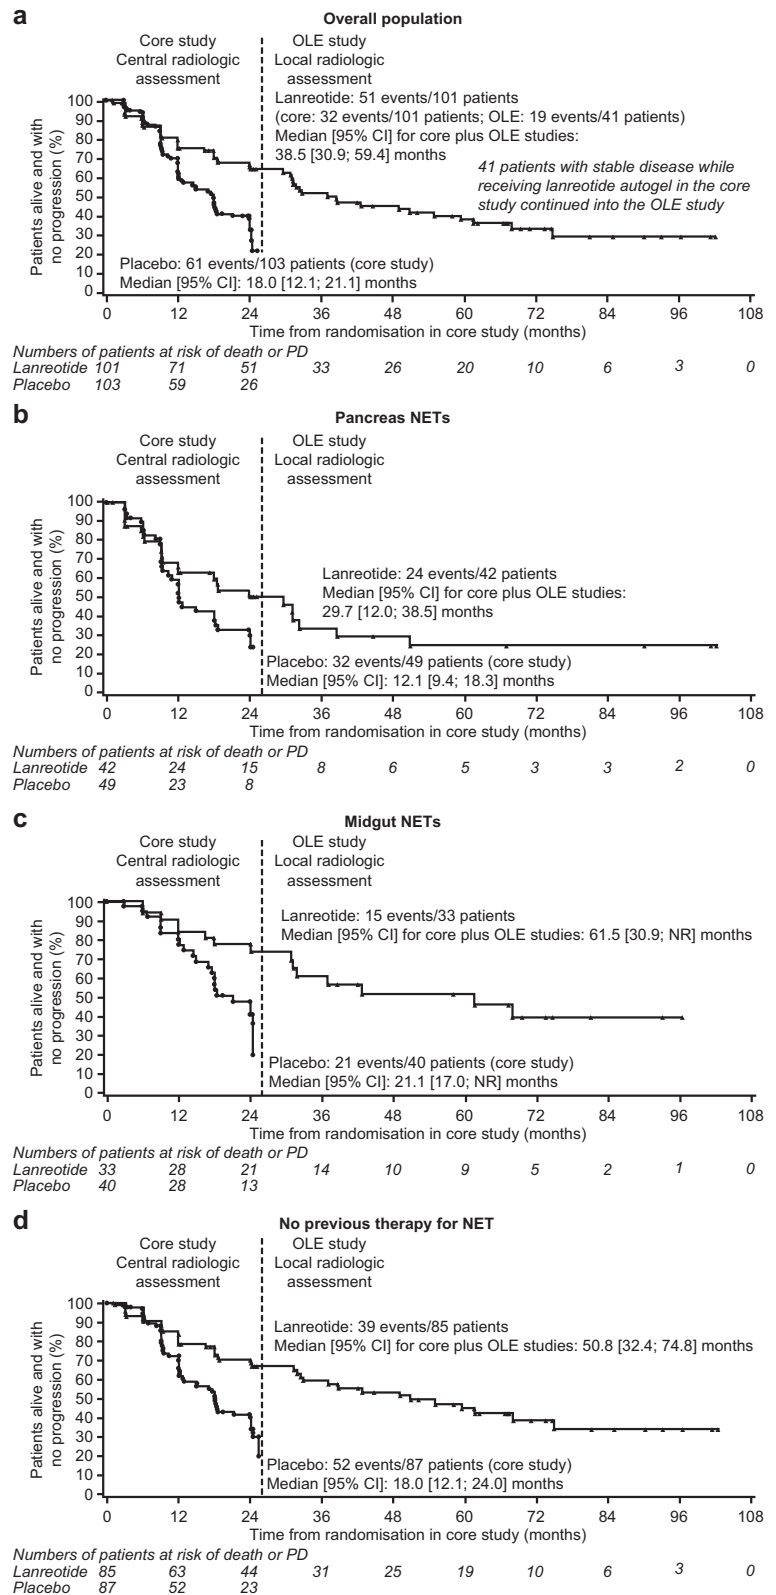 a
Overall population
Core study
Central radiologic
assessment
OLE study
Local radiologic
assessment
Lanreotide: 51 events/101 patients
(core: 32 events/101 patients; OLE: 19 events/41 patients)
Median [95% CI] for core plus OLE studies:
38.5 [30.9; 59.4] months
41 patients with stable disease while
receiving lanreotide autogel in the core
study continued into the OLE study
Placebo: 61 events/103 patients (core study)
Median [95% CI]: 18.0 [12.1; 21.1] months
Patients alive and with
no progression (%)
100
90
80
70
60
50
40
30
20
10
0
0 12 24 36 48 60 72 84 96 108
Time from randomisation in core study (months)
Numbers of patients at risk of death or PD
Lanreotide 101 71 51 33 26 20 10 6 3 0
Placebo 103 59 26
b
Pancreas NETs
Core study
Central radiologic
assessment
OLE study
Local radiologic
assessment
Lanreotide: 24 events/42 patients
Median [95% CI] for core plus OLE studies:
29.7 [12.0; 38.5] months
Placebo: 32 events/49 patients (core study)
Median [95% CI]: 12.1 [9.4; 18.3] months
Patients alive and with
no progression (%)
100
90
80
70
60
50
40
30
20
10
0
0 12 24 36 48 60 72 84 96 108
Time from randomisation in core study (months)
Numbers of patients at risk of death or PD
Lanreotide 42 24 15 8 6 5 3 3 2 0
Placebo 49 23 8
c
Midgut NETs
Core study
Central radiologic
assessment
OLE study
Local radiologic
assessment
Lanreotide: 15 events/33 patients
Median [95% CI] for core plus OLE studies: 61.5 [30.9; NR] months
Placebo: 21 events/40 patients (core study)
Median [95% CI]: 21.1 [17.0; NR] months
Patients alive and with
no progression (%)
100
90
80
70
60
50
40
30
20
10
0
0 12 24 36 48 60 72 84 96 108
Time from randomisation in core study (months)
Numbers of patients at risk of death or PD
Lanreotide 33 28 21 14 10 9 5 2 1 0
Placebo 40 28 13
d
No previous therapy for NET
Core study
Central radiologic
assessment
OLE study
Local radiologic
assessment
Lanreotide: 39 events/85 patients
Median [95% CI] for core plus OLE studies: 50.8 [32.4; 74.8] months
Placebo: 52 events/87 patients (core study)
Median [95% CI]: 18.0 [12.1; 24.0] months
Patients alive and with
no progression (%)
100
90
80
70
60
50
40
30
20
10
0
0 12 24 36 48 60 72 84 96 108
Time from randomisation in core study (months)
Numbers of patients at risk of death or PD
Lanreotide 85 63 44 31 25 19 10 6 3 0
Placebo 87 52 23